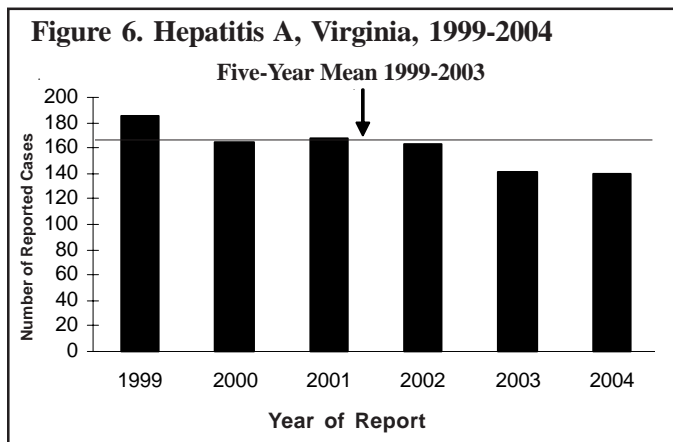 Figure 6. Hepatitis A, Virginia, 1999-2004
Five-Year Mean 1999-2003
Number of Reported Cases
200
180
160
140
120
100
80
60
40
20
0
1999 2000 2001 2002 2003 2004
Year of Report